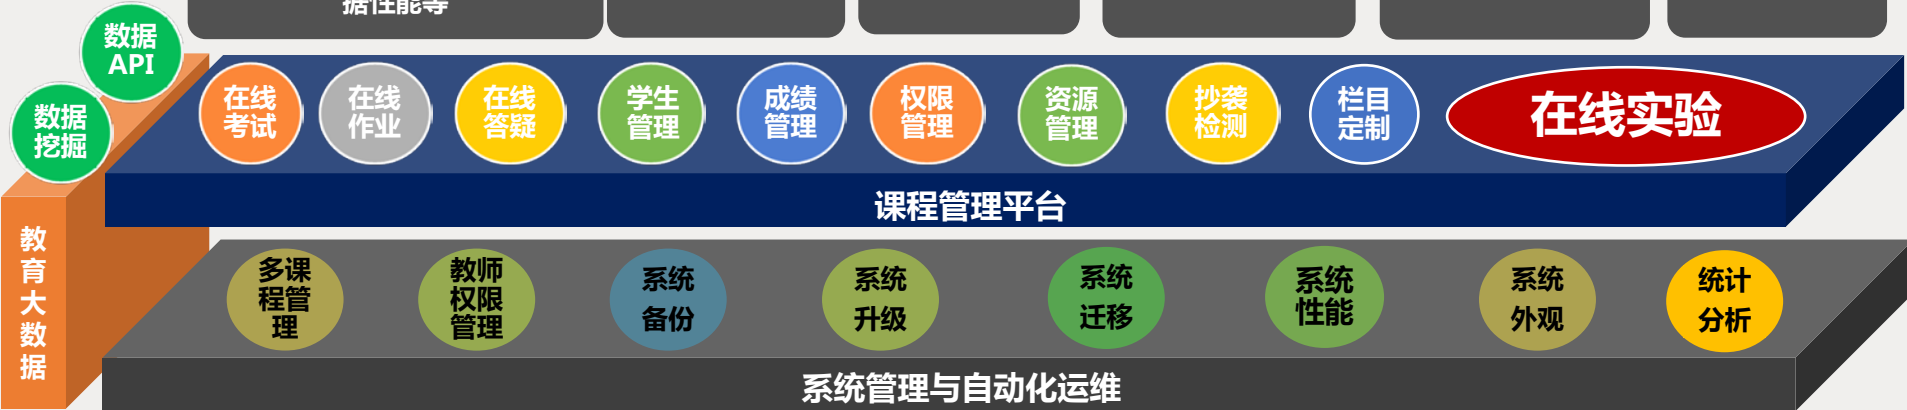 据性能等
数据
API
数据
挖掘
教
育
大
数
据
在线
考试
在线
作业
在线
答疑
学生
管理
成绩
管理
权限
管理
资源
管理
抄袭
检测
栏目
定制
在线实验
课程管理平台
多课
程管
理
教师
权限
管理
系统
备份
系统
升级
系统
迁移
系统
性能
系统
外观
统计
分析
系统管理与自动化运维